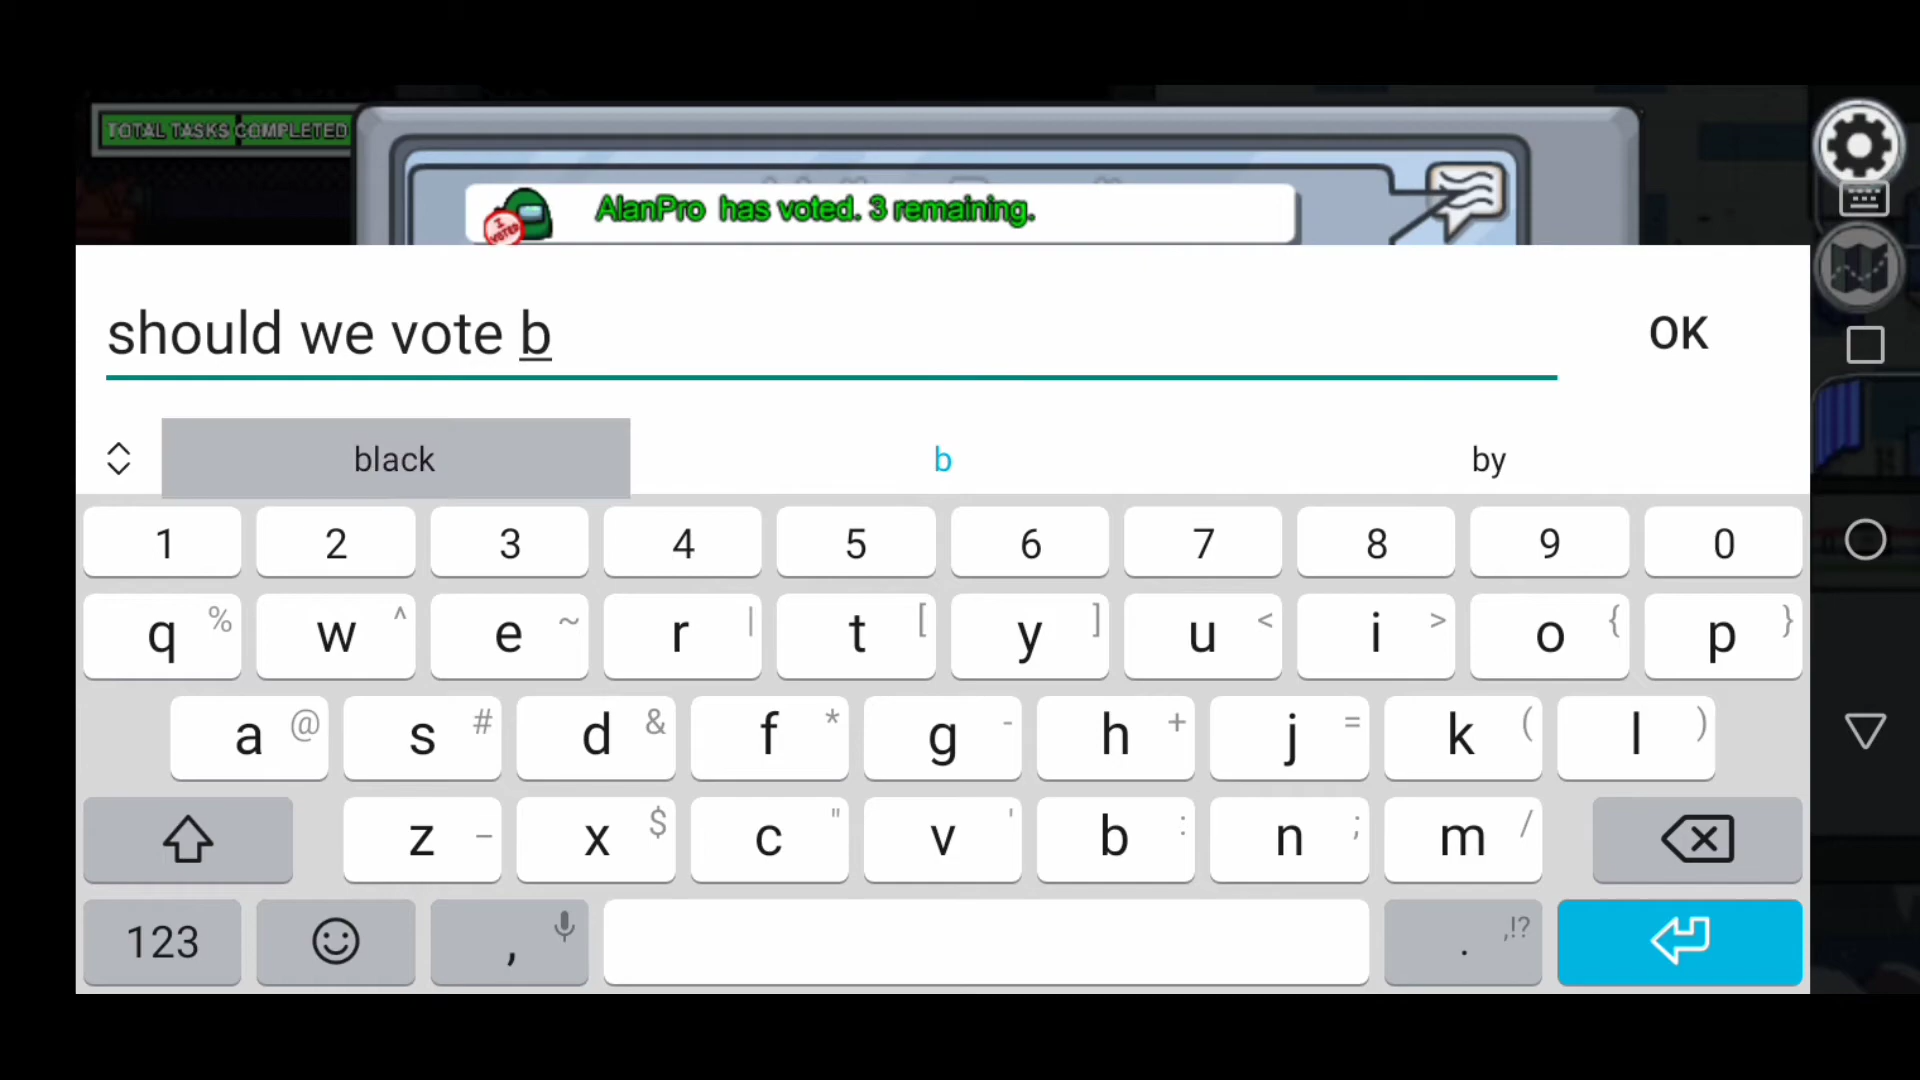 TOTAL TASKS COMPLETED
I VOTED
AlanPro has voted. 3 remaining.
should we vote b
OK
black b by
1 2 3 4 5 6 7 8 9 0
q % w ^ e ~ r | t [ y ] u < i > o { p }
a @ s # d & f * g - h + j = k ( l )
z _ x $ c " v ' b : n ; m /
123 , . ,!?